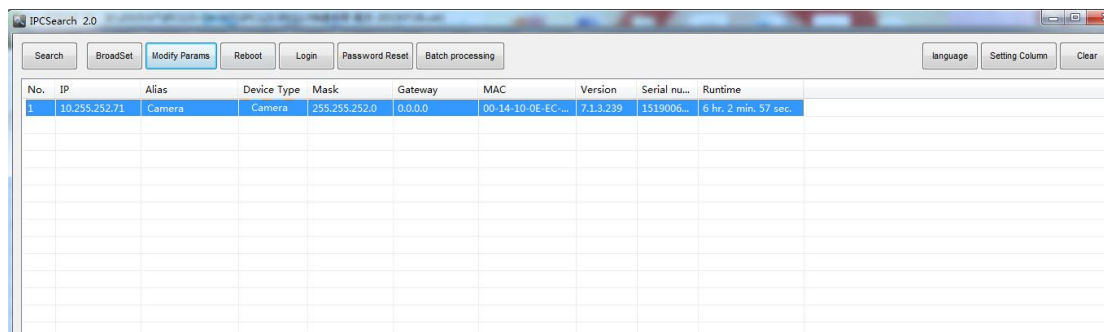 IPCSearch 2.0
Search BroadSet Modify Params Reboot Login Password Reset Batch processing language Setting Column Clear
No. IP Alias Device Type Mask Gateway MAC Version Serial nu... Runtime
1 10.255.252.71 Camera Camera 255.255.252.0 0.0.0.0 00-14-10-0E-EC-... 7.1.3.239 1519006... 6 hr. 2 min. 57 sec.